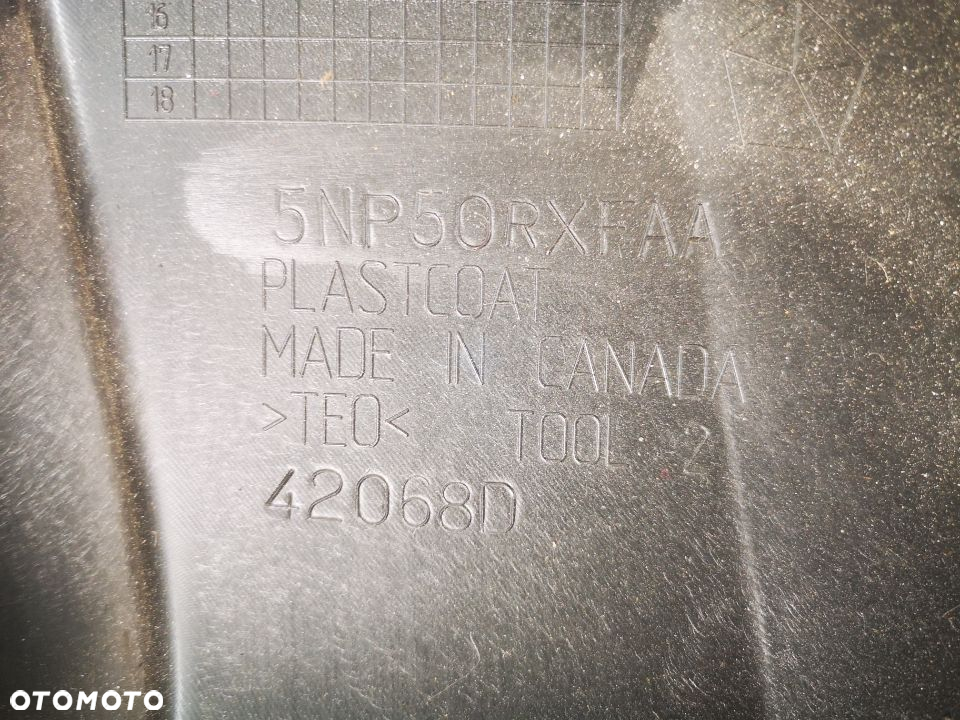 16
17
18
5NP50RXFAA
PLASTCOAT
MADE IN CANADA
>TEO< TOOL 2
42068D
OTOMOTO